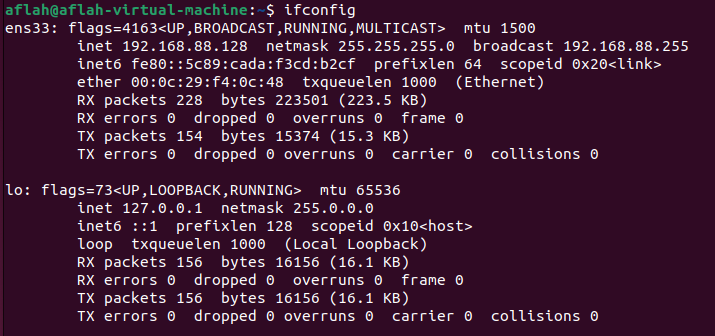 aflah@aflah-virtual-machine:~$ ifconfig
ens33: flags=4163<UP,BROADCAST,RUNNING,MULTICAST>  mtu 1500
        inet 192.168.88.128  netmask 255.255.255.0  broadcast 192.168.88.255
        inet6 fe80::5c89:cada:f3cd:b2cf  prefixlen 64  scopeid 0x20<link>
        ether 00:0c:29:f4:0c:48  txqueuelen 1000  (Ethernet)
        RX packets 228  bytes 223501 (223.5 KB)
        RX errors 0  dropped 0  overruns 0  frame 0
        TX packets 154  bytes 15374 (15.3 KB)
        TX errors 0  dropped 0 overruns 0  carrier 0  collisions 0

lo: flags=73<UP,LOOPBACK,RUNNING>  mtu 65536
        inet 127.0.0.1  netmask 255.0.0.0
        inet6 ::1  prefixlen 128  scopeid 0x10<host>
        loop  txqueuelen 1000  (Local Loopback)
        RX packets 156  bytes 16156 (16.1 KB)
        RX errors 0  dropped 0  overruns 0  frame 0
        TX packets 156  bytes 16156 (16.1 KB)
        TX errors 0  dropped 0 overruns 0  carrier 0  collisions 0